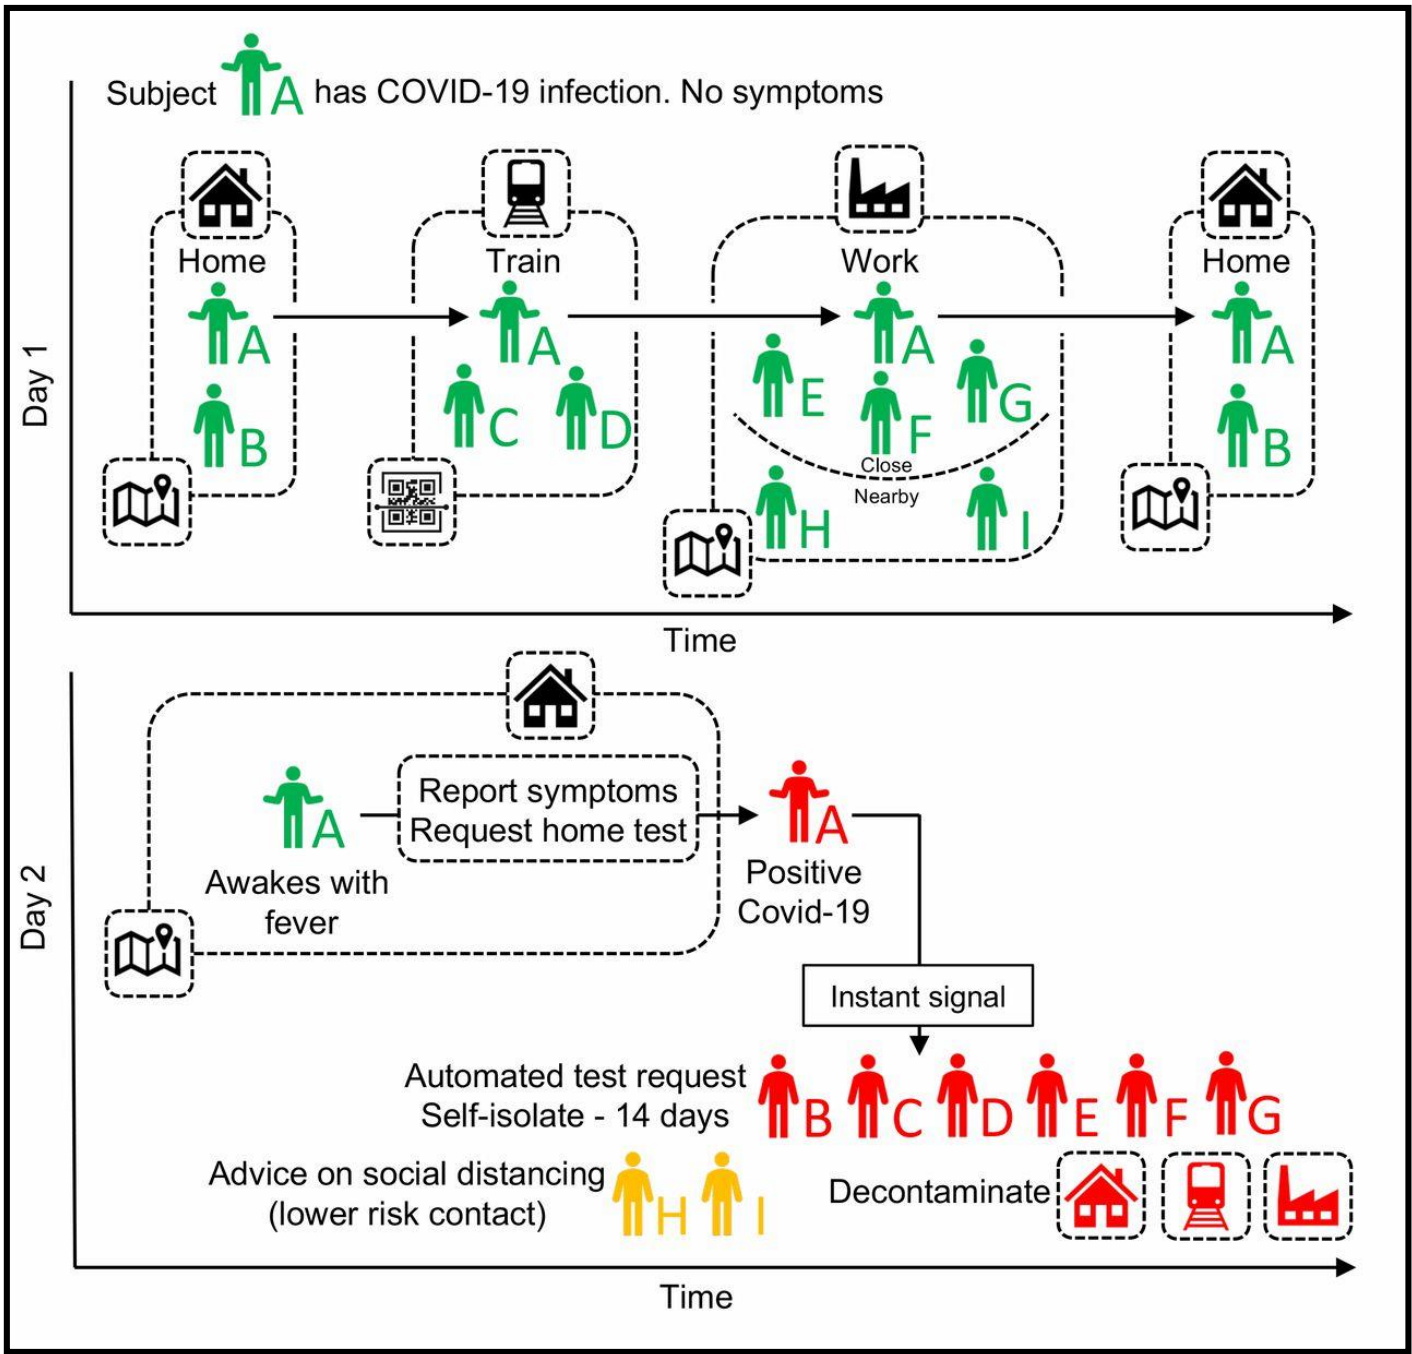 Subject A has COVID-19 infection. No symptoms
Day 1
Home
Train
Work
Home
A
A
A
A
B
C
D
E
F
G
B
Close
Nearby
H
I
Time
Day 2
A
Report symptoms
Request home test
A
Awakes with
fever
Positive
Covid-19
Instant signal
Automated test request
Self-isolate - 14 days
B C D E F G
Advice on social distancing
(lower risk contact)
H I
Decontaminate
Time